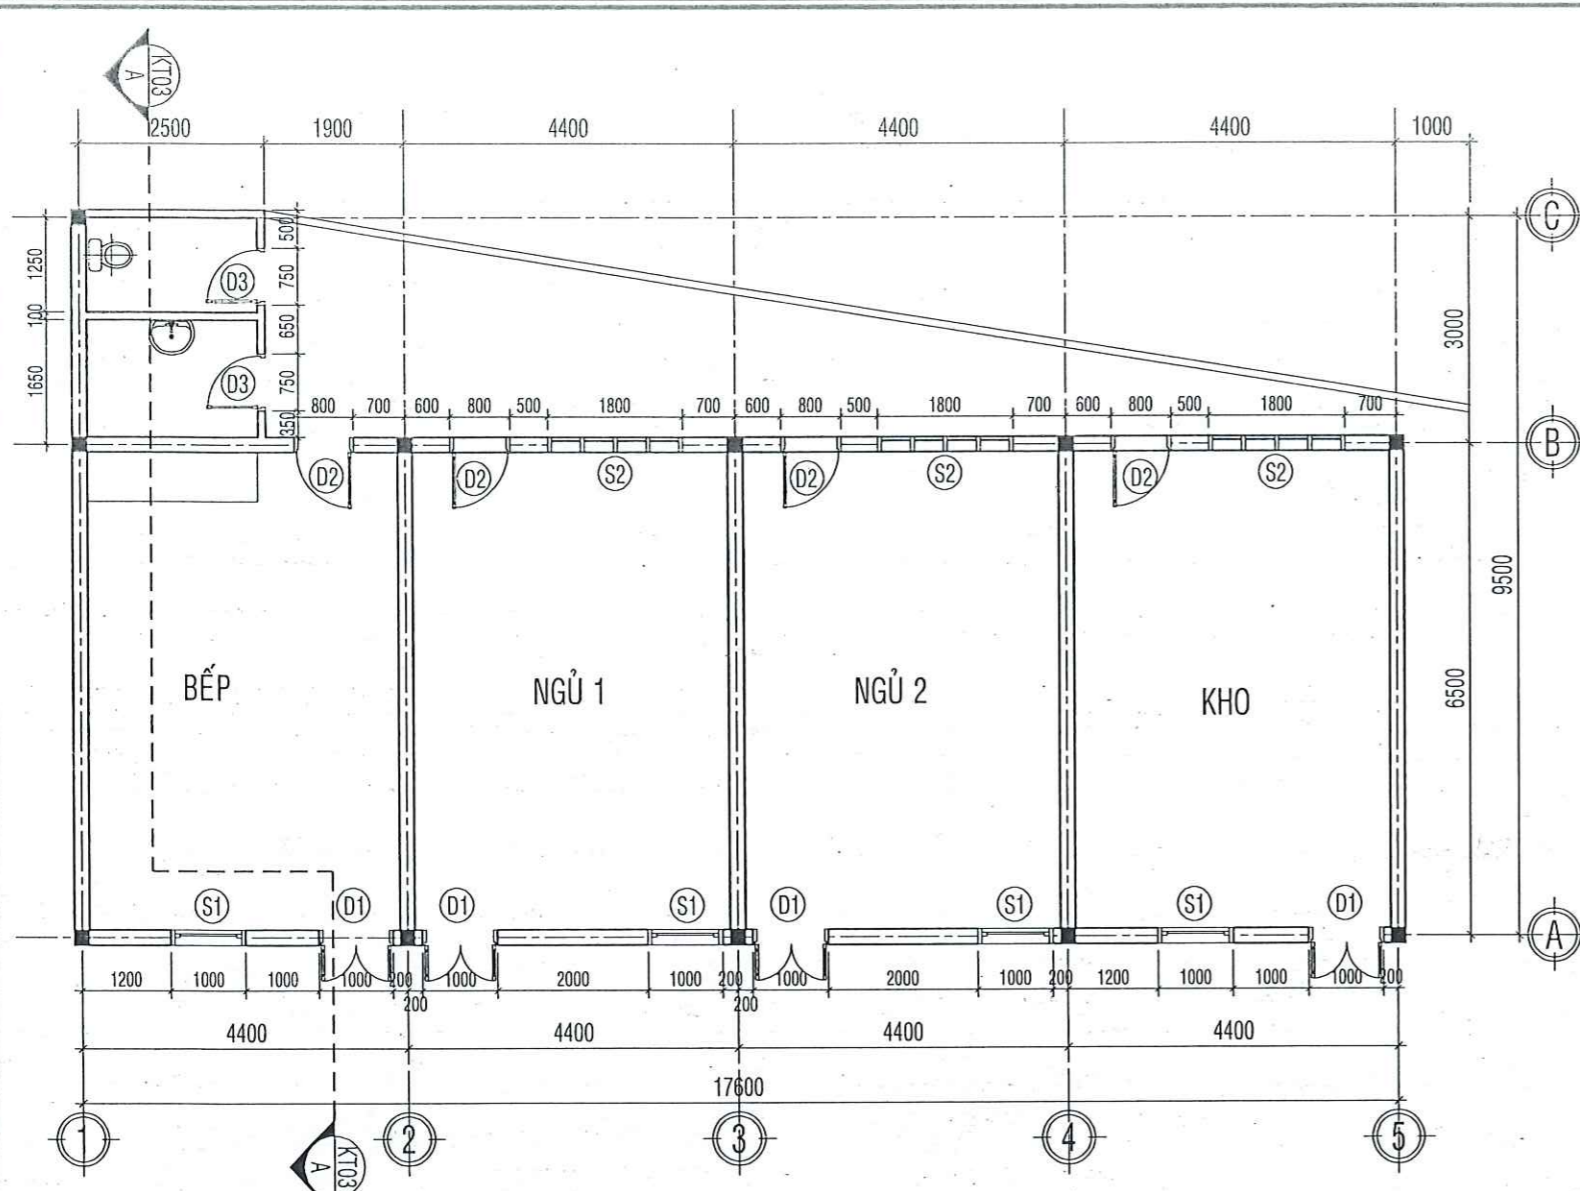 KT03
A
2500 1900 4400 4400 4400 1000
C
500
1250
D3
750
100
650
3000
1650
D3
750
350
800 700 600 800 500 1800 700 600 800 500 1800 700 600 800 500 1800 700
B
D2 D2 S2 D2 S2 D2 S2
9500
6500
BẾP NGỦ 1 NGỦ 2 KHO
S1 D1 D1 S1 D1 S1 S1 D1
A
1200 1000 1000 1000 200 1000 2000 1000 200 1000 2000 1000 200 1200 1000 1000 1000 200
200 200
4400 4400 4400 4400
17600
1 2 3 4 5
KT03
A